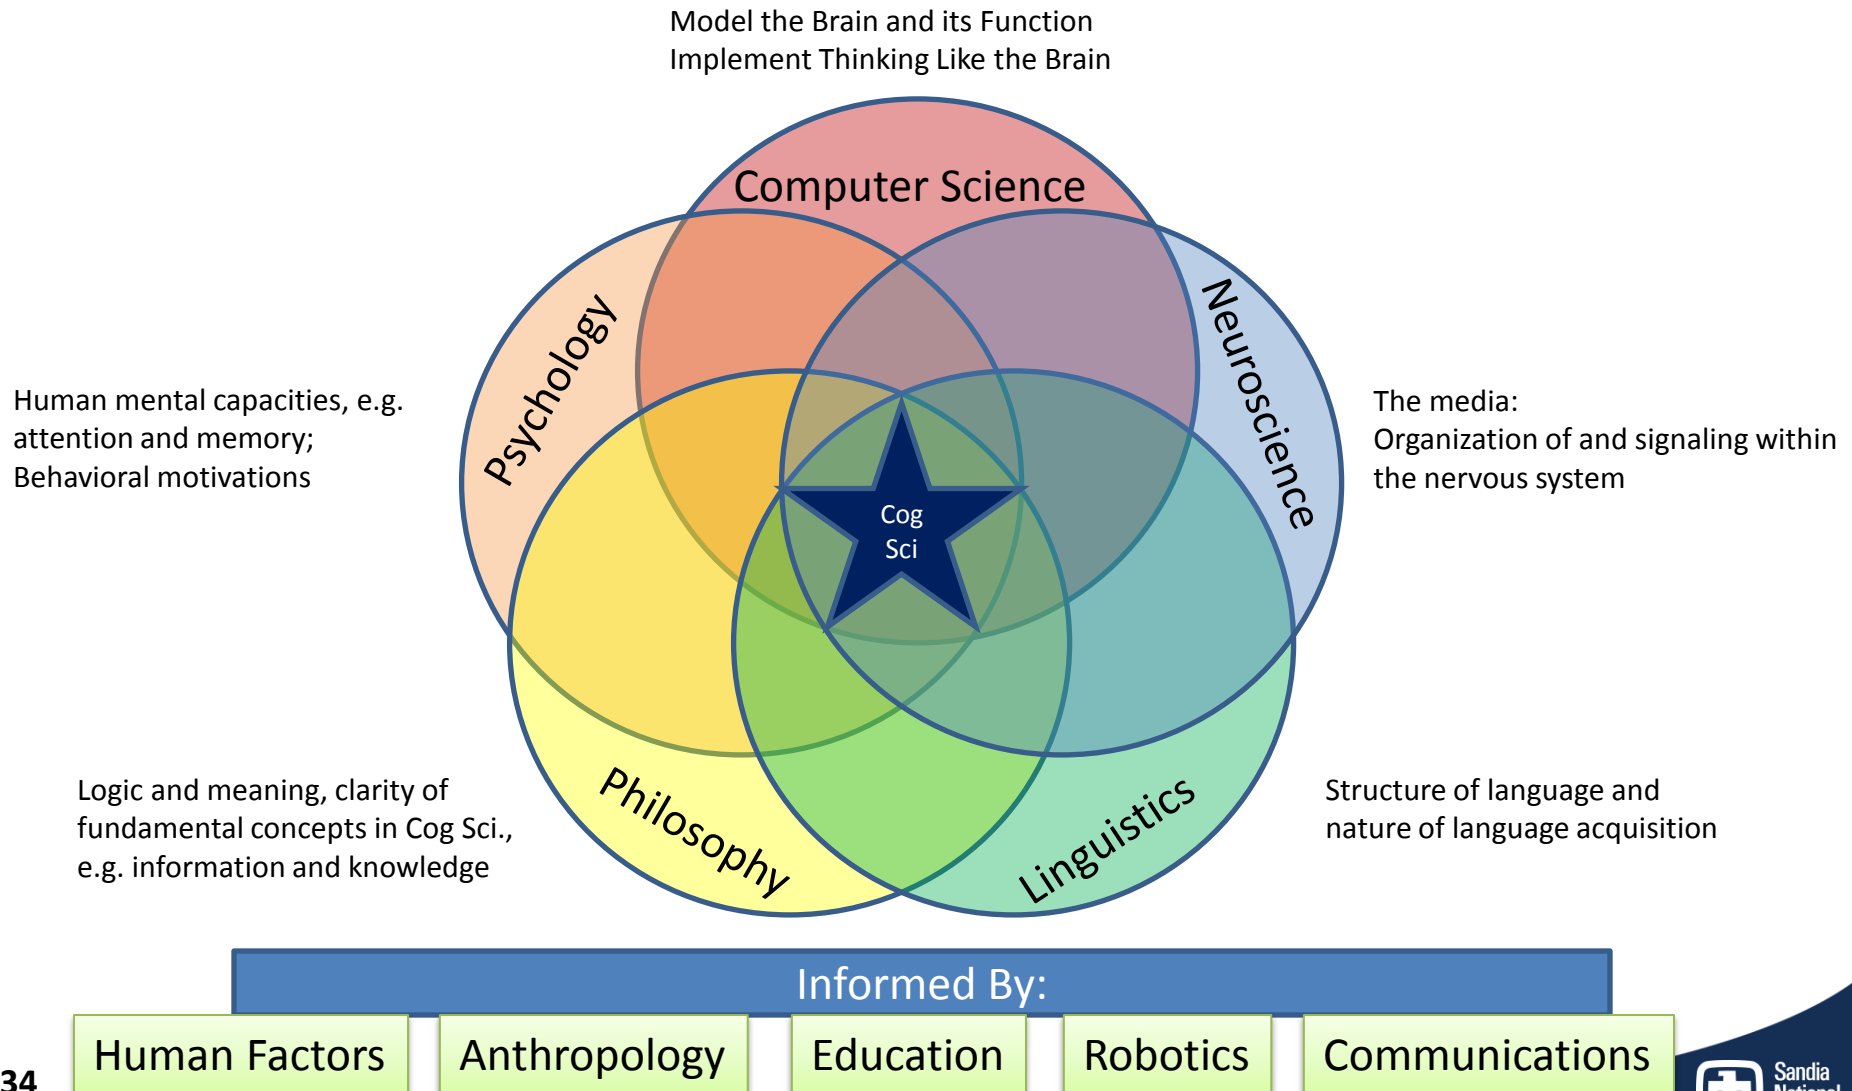 Model the Brain and its Function
Implement Thinking Like the Brain
Computer Science
Psychology
Neuroscience
Human mental capacities, e.g.
attention and memory;
Behavioral motivations
The media:
Organization of and signaling within
the nervous system
Cog
Sci
Logic and meaning, clarity of
fundamental concepts in Cog Sci.,
e.g. information and knowledge
Philosophy
Linguistics
Structure of language and
nature of language acquisition
Informed By:
Human Factors
Anthropology
Education
Robotics
Communications
34
Sandia
National